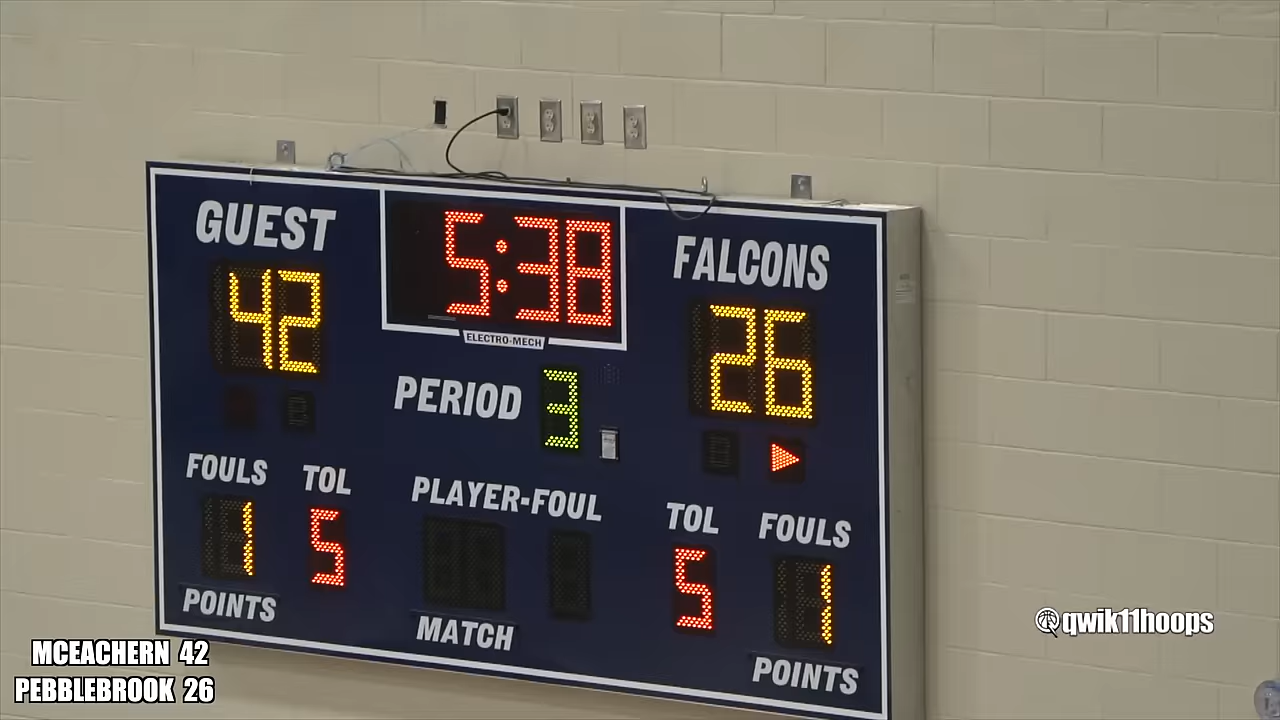 GUEST
5:38
FALCONS
42
ELECTRO-MECH
26
PERIOD 3
FOULS TOL
PLAYER-FOUL
TOL FOULS
1 5
5 1
POINTS
MATCH
POINTS
@qwik11hoops
MCEACHERN 42
PEBBLEBROOK 26